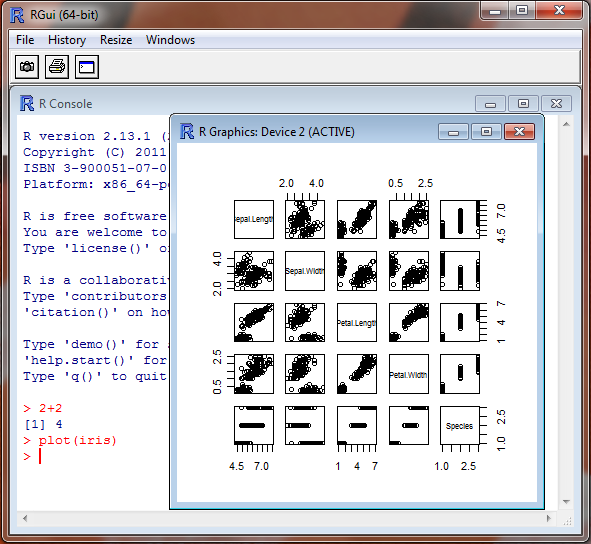 RGui (64-bit)
File History Resize Windows
R Console
R version 2.13.1 (
Copyright (C) 2011
ISBN 3-900051-07-0
Platform: x86_64-p
R is free software
You are welcome to
Type 'license()' o
R is a collaborativ
Type 'contributors
'citation()' on how
Type 'demo()' for
'help.start()' for
Type 'q()' to quit
> 2+2
[1] 4
> plot(iris)
>
R Graphics: Device 2 (ACTIVE)
2.0 4.0 0.5 2.5
Sepal.Length
4.5 7.0
2.0 4.0
Sepal.Width
Petal.Length
1 4 7
0.5 2.5
Petal.Width
Species
1.0 2.5
4.5 7.0 1 4 7 1.0 2.5